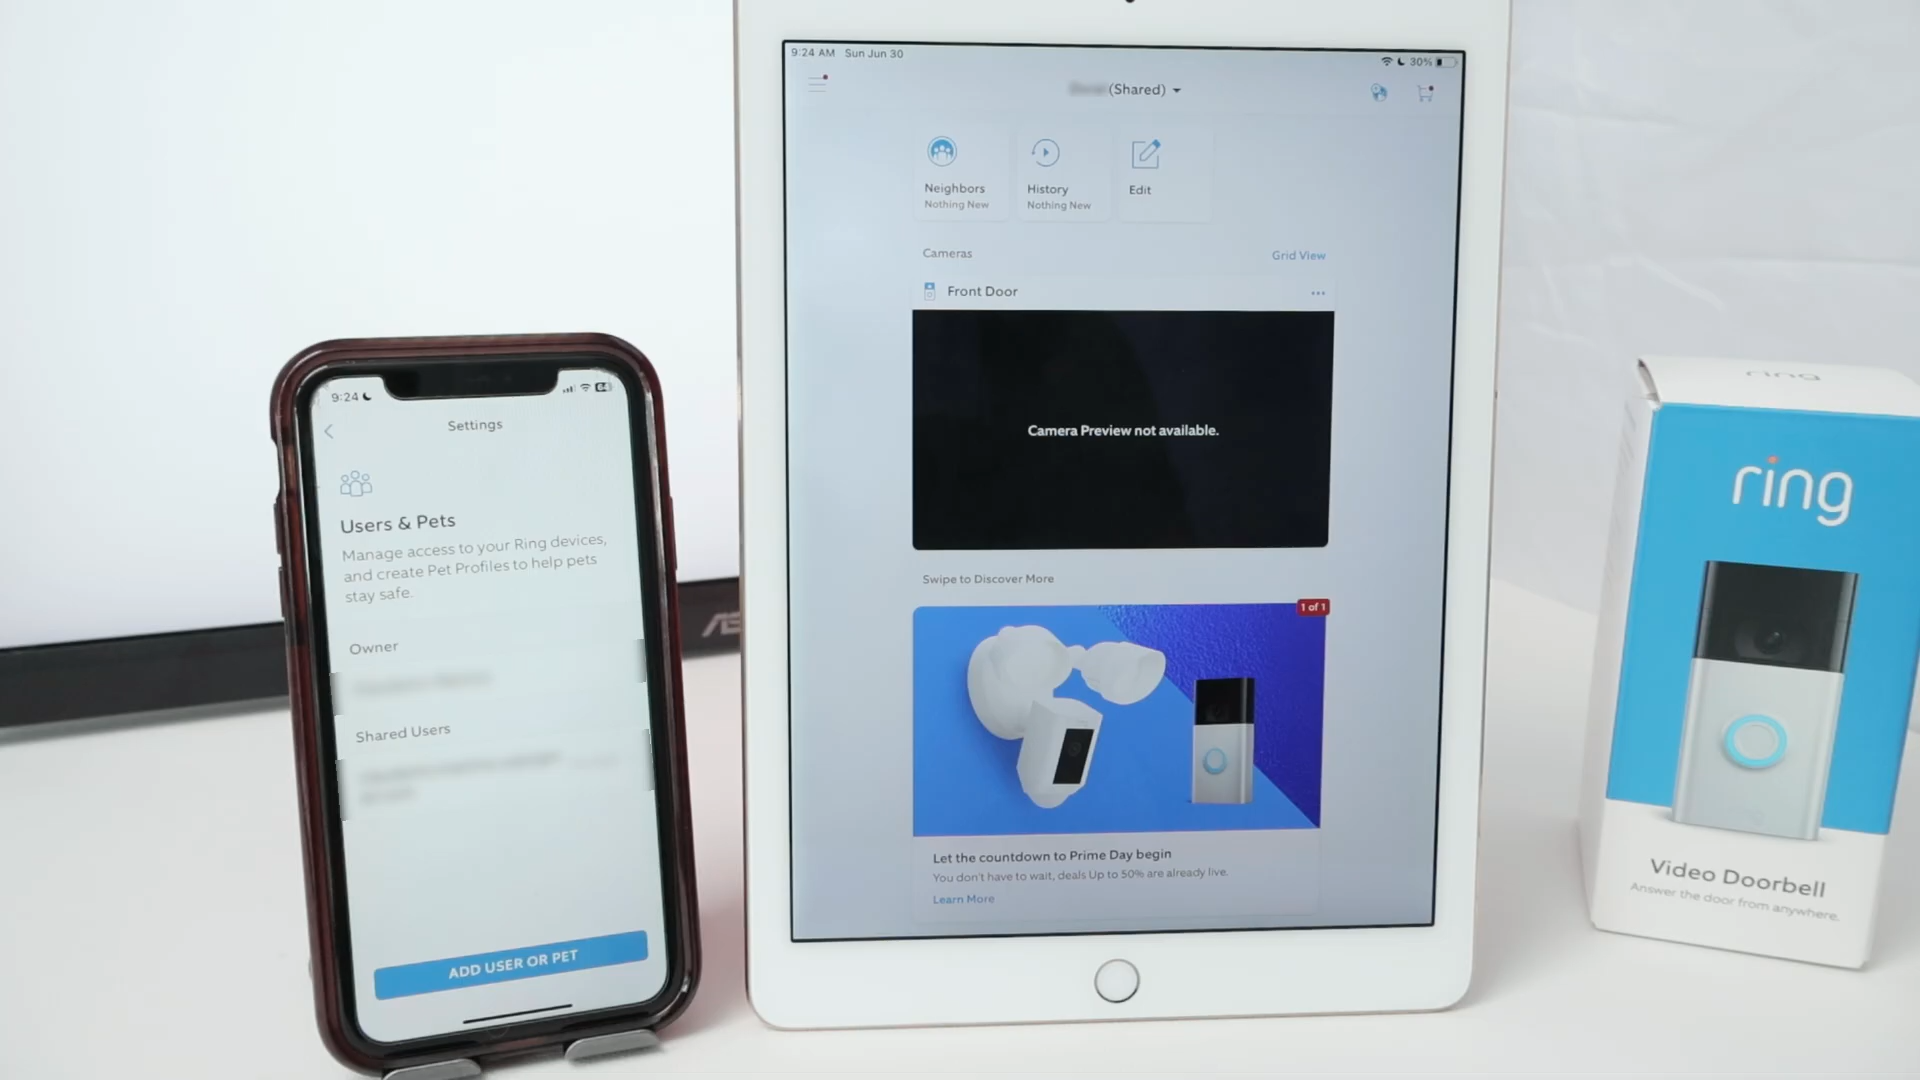 9:24
Settings
Users & Pets
Manage access to your Ring devices,
and create Pet Profiles to help pets
stay safe.
Owner
Shared Users
ADD USER OR PET
9:24 AM Sun Jun 30
30%
(Shared)
Neighbors
Nothing New
History
Nothing New
Edit
Cameras
Grid View
Front Door
Camera Preview not available.
Swipe to Discover More
1 of 1
Let the countdown to Prime Day begin
You don't have to wait, deals Up to 50% are already live.
Learn More
ring
ring
Video Doorbell
Answer the door from anywhere.